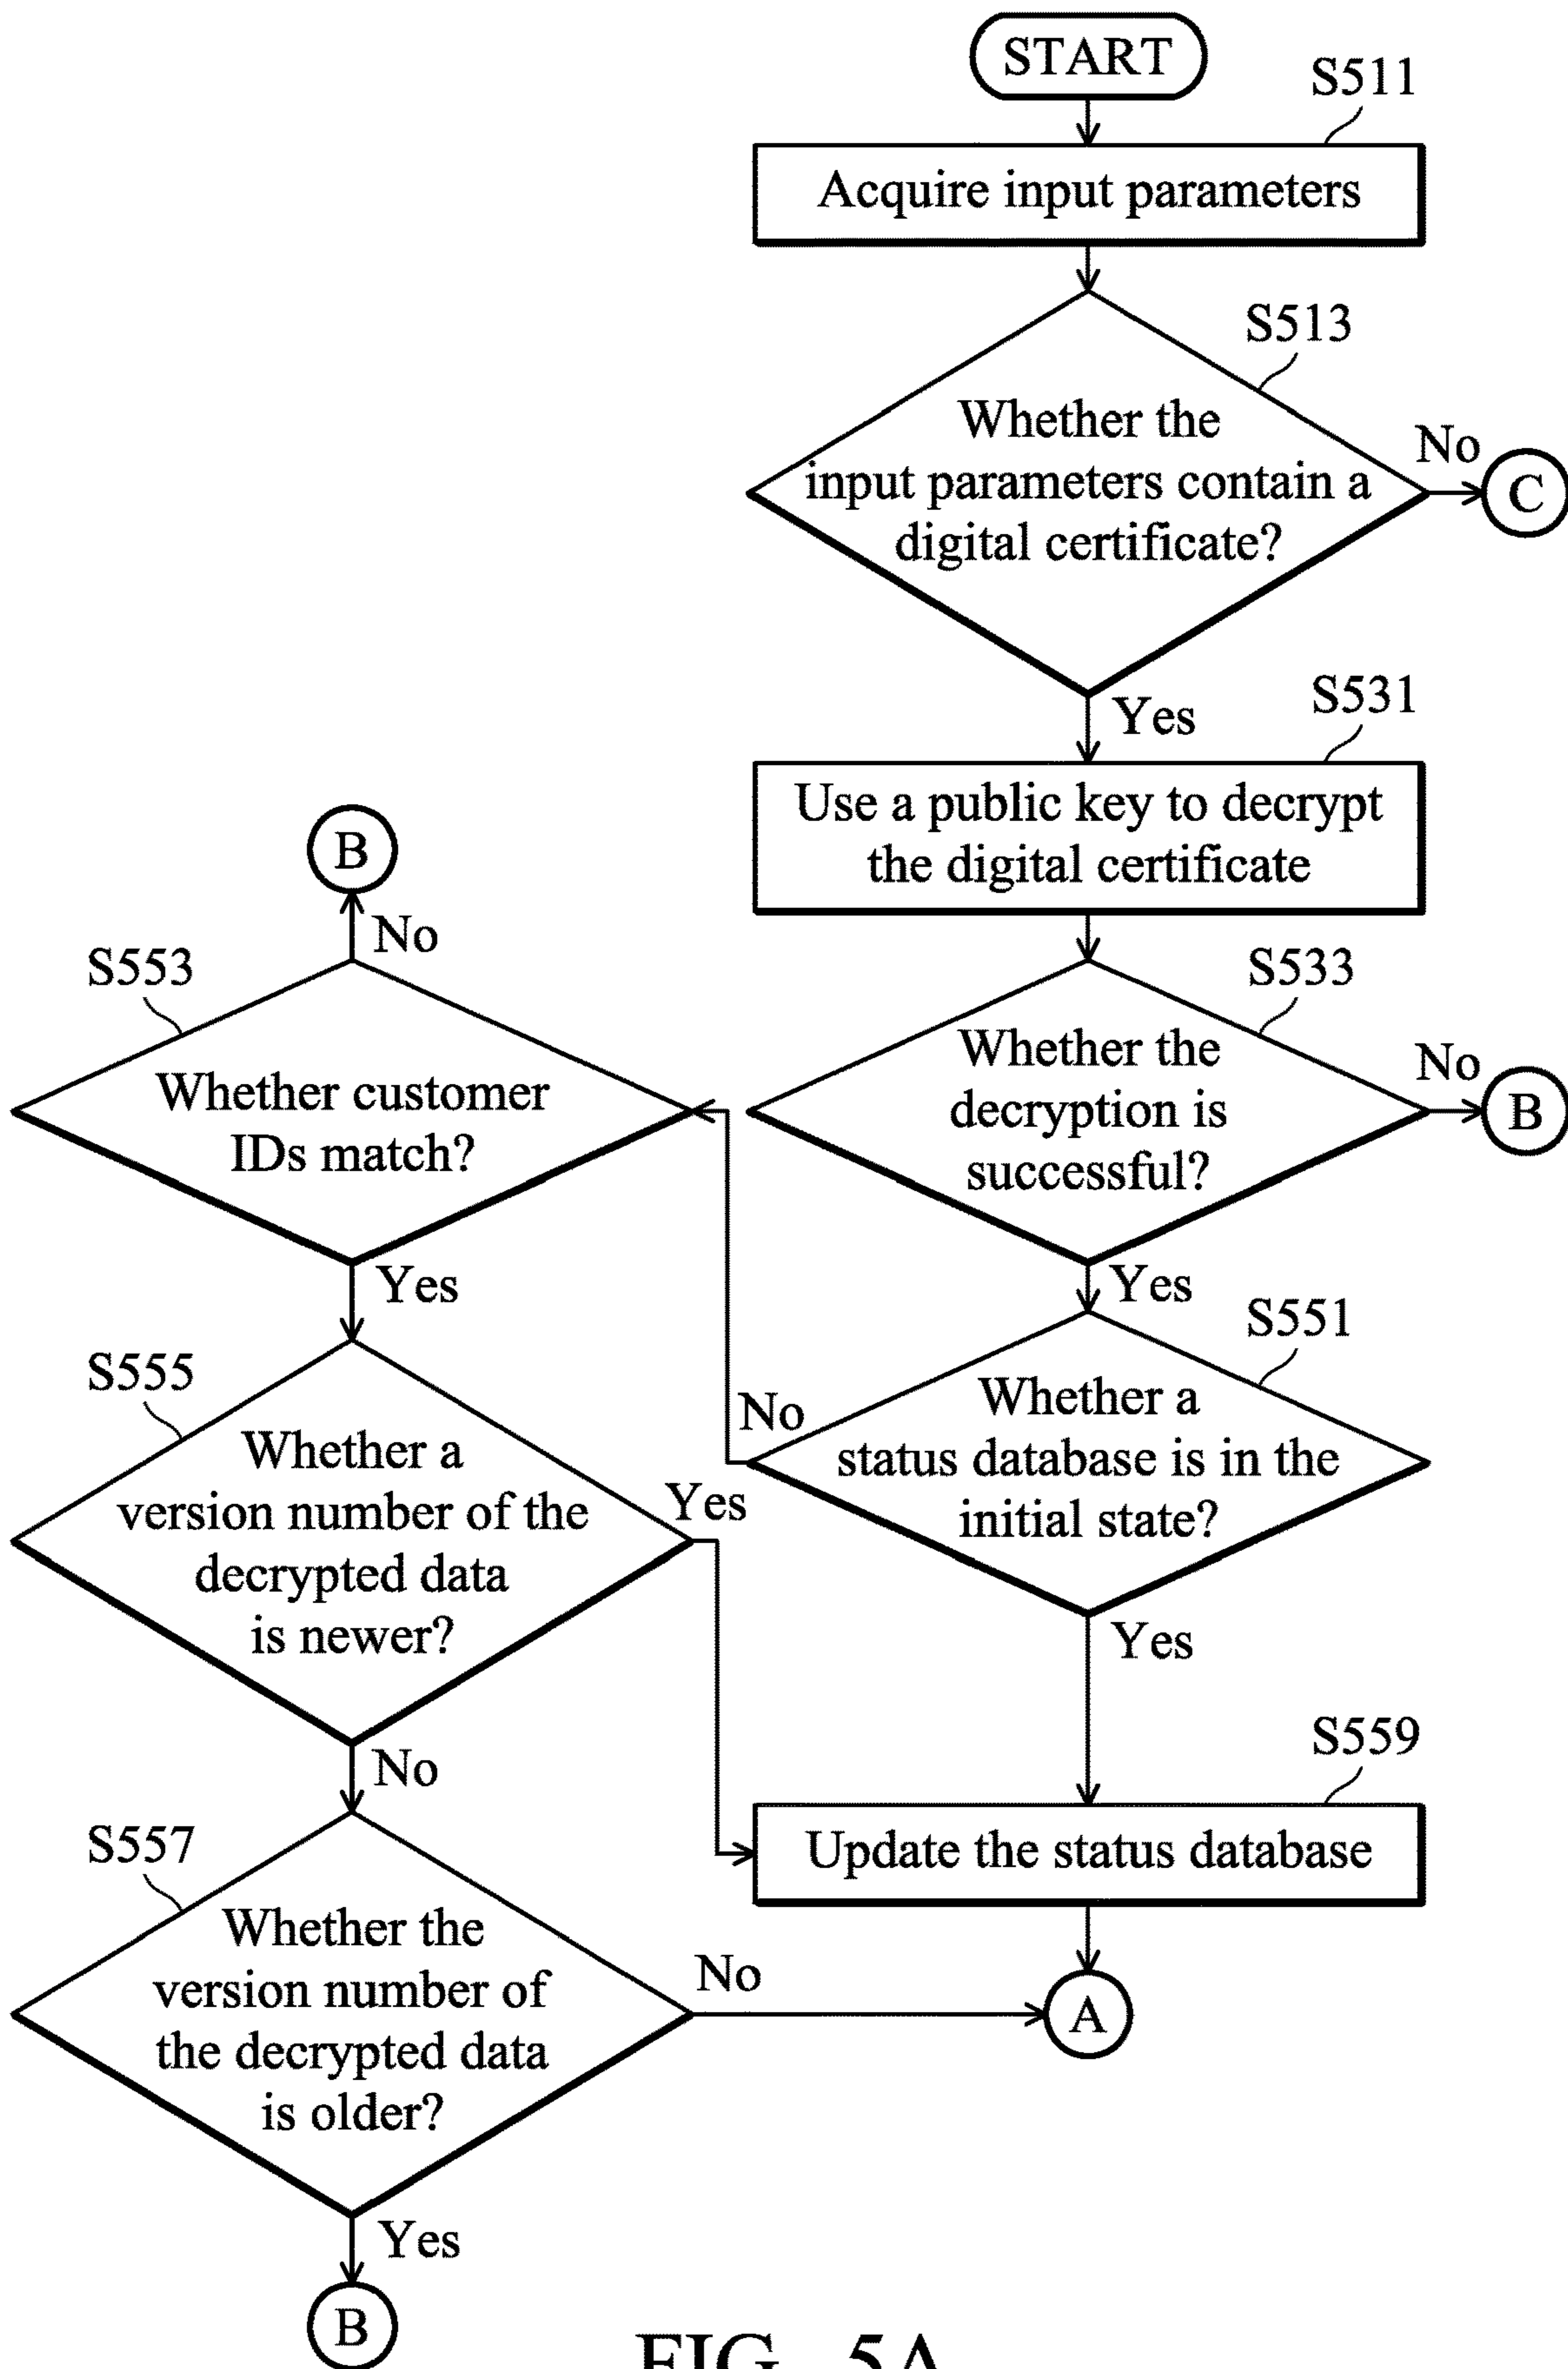 START
S511
Acquire input parameters
S513
Whether the
input parameters contain a
digital certificate?
No
C
Yes
S531
Use a public key to decrypt
the digital certificate
B
No
S553
Whether customer
IDs match?
Yes
S533
Whether the
decryption is
successful?
No
B
Yes
S551
Whether a
status database is in the
initial state?
No
Yes
S555
Whether a
version number of the
decrypted data
is newer?
Yes
No
S559
Update the status database
S557
Whether the
version number of
the decrypted data
is older?
No
A
Yes
B
FIG. 5A